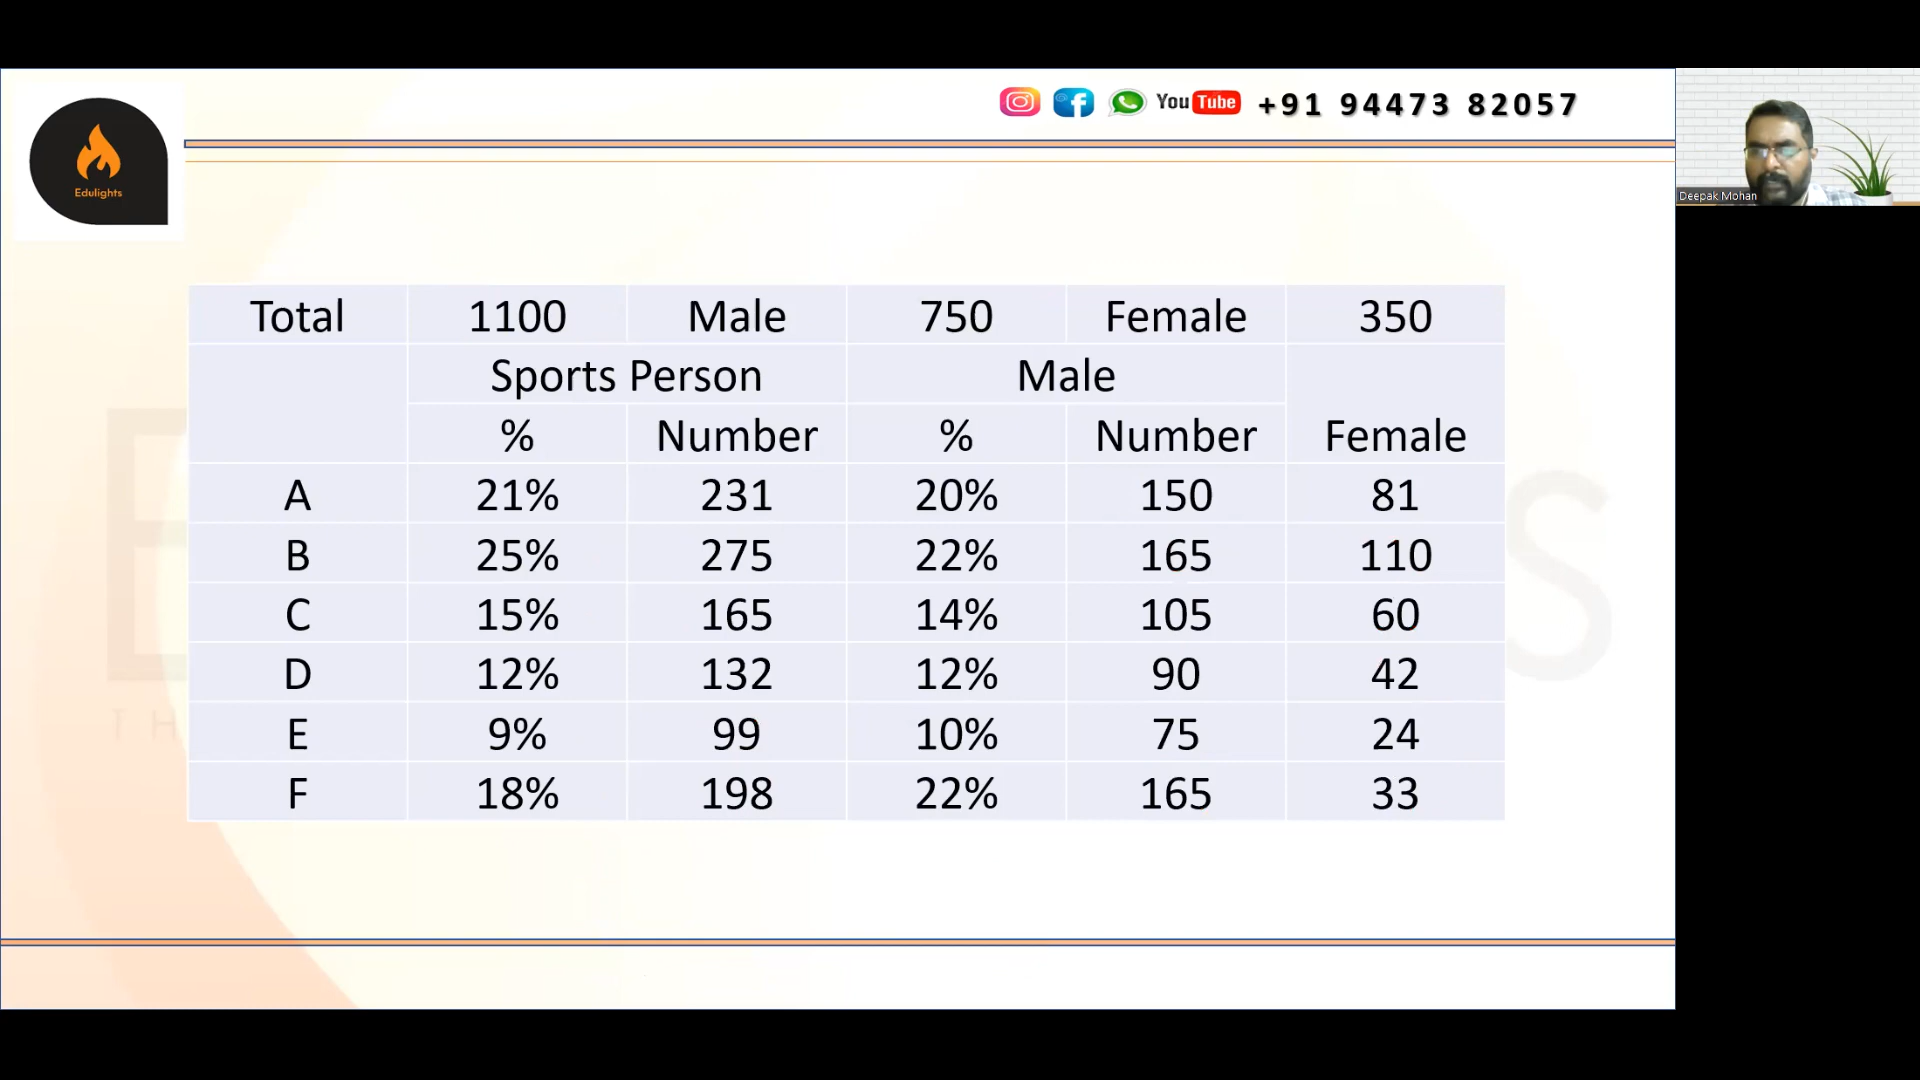 You Tube +91 94473 82057
Edulights
Deepak Mohan
Total 1100 Male 750 Female 350
Sports Person Male
% Number % Number Female
A 21% 231 20% 150 81
B 25% 275 22% 165 110
C 15% 165 14% 105 60
D 12% 132 12% 90 42
E 9% 99 10% 75 24
F 18% 198 22% 165 33